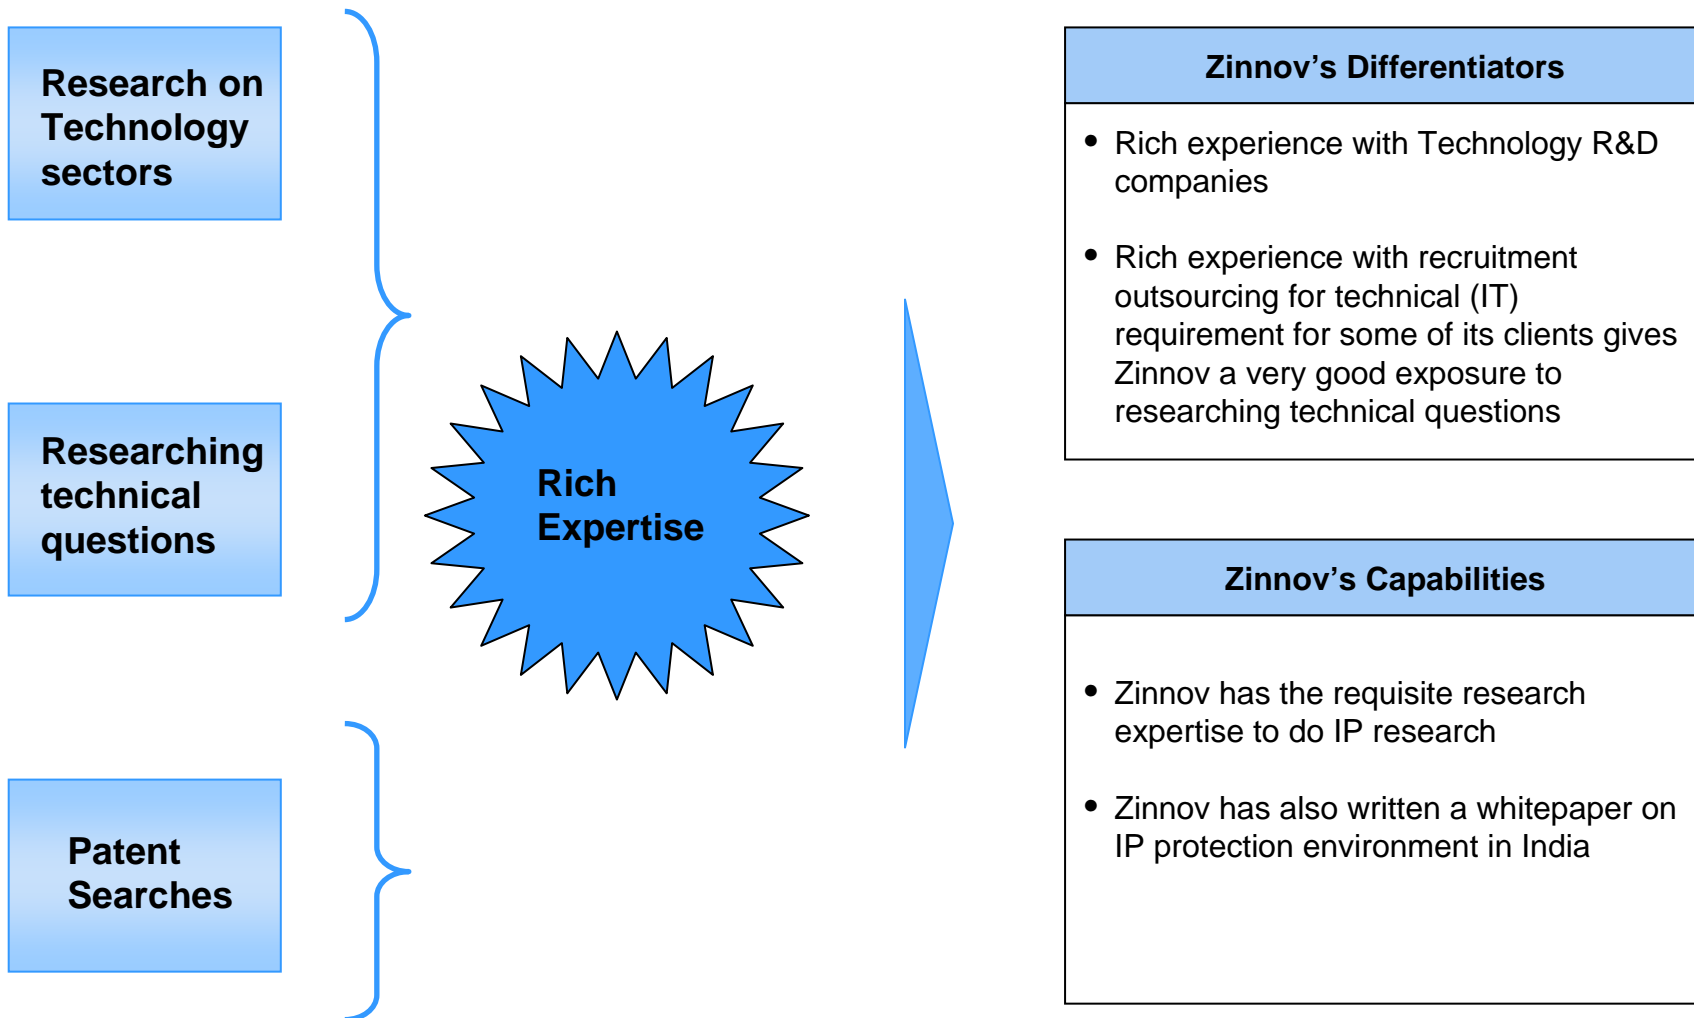 Research on
Technology
sectors
Researching
technical
questions
Patent
Searches
Rich
Expertise
Zinnov’s Differentiators
• Rich experience with Technology R&D
companies
• Rich experience with recruitment
outsourcing for technical (IT)
requirement for some of its clients gives
Zinnov a very good exposure to
researching technical questions
Zinnov’s Capabilities
• Zinnov has the requisite research
expertise to do IP research
• Zinnov has also written a whitepaper on
IP protection environment in India